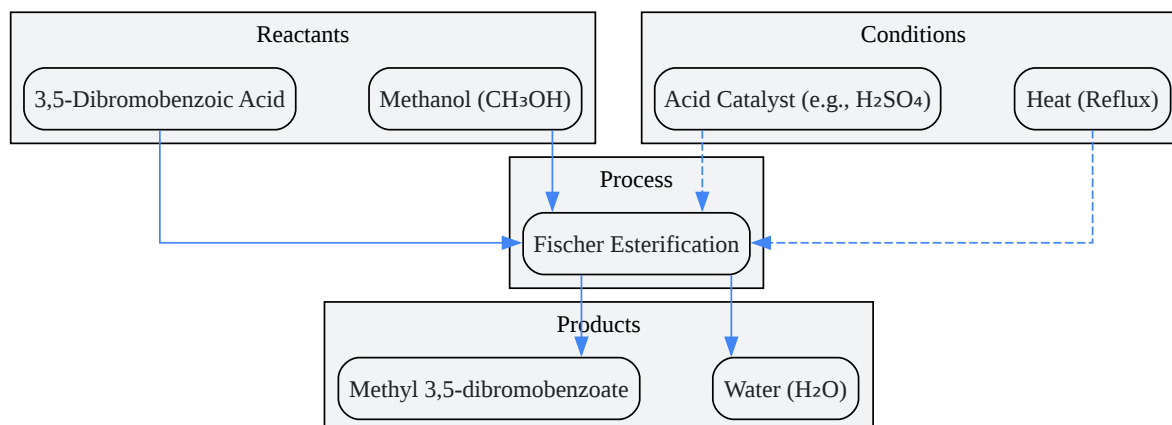 Reactants
Conditions
3,5-Dibromobenzoic Acid
Methanol (CH₃OH)
Acid Catalyst (e.g., H₂SO₄)
Heat (Reflux)
Process
Fischer Esterification
Products
Methyl 3,5-dibromobenzoate
Water (H₂O)